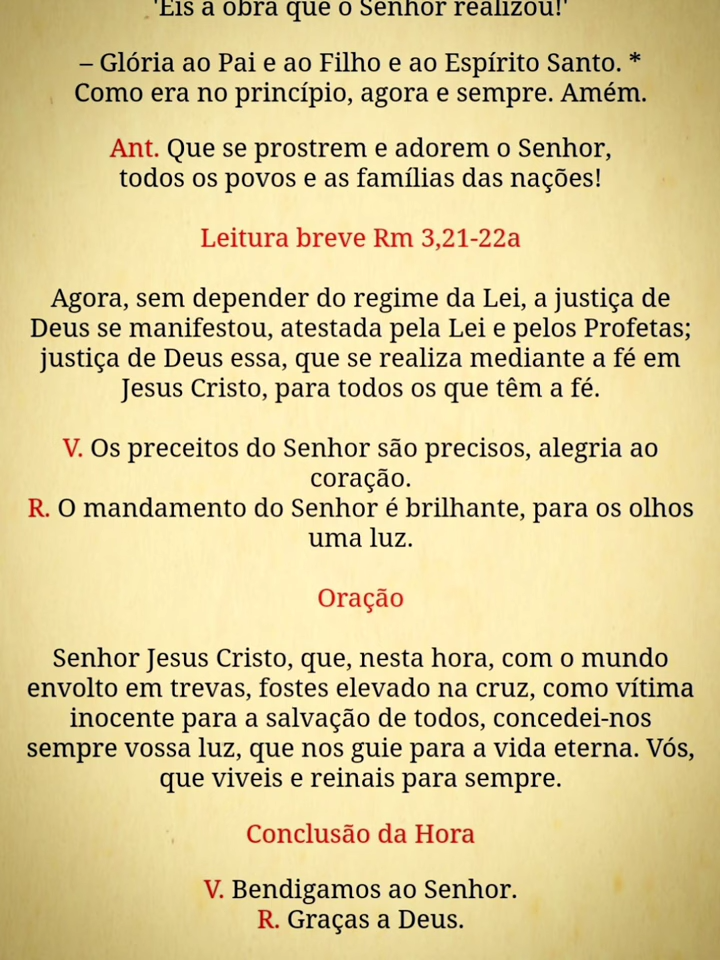 'Eis a obra que o Senhor realizou!'
– Glória ao Pai e ao Filho e ao Espírito Santo. *
Como era no princípio, agora e sempre. Amém.
Ant. Que se prostrem e adorem o Senhor,
todos os povos e as famílias das nações!
Leitura breve Rm 3,21-22a
Agora, sem depender do regime da Lei, a justiça de
Deus se manifestou, atestada pela Lei e pelos Profetas;
justiça de Deus essa, que se realiza mediante a fé em
Jesus Cristo, para todos os que têm a fé.
V. Os preceitos do Senhor são precisos, alegria ao
coração.
R. O mandamento do Senhor é brilhante, para os olhos
uma luz.
Oração
Senhor Jesus Cristo, que, nesta hora, com o mundo
envolto em trevas, fostes elevado na cruz, como vítima
inocente para a salvação de todos, concedei-nos
sempre vossa luz, que nos guie para a vida eterna. Vós,
que viveis e reinais para sempre.
Conclusão da Hora
V. Bendigamos ao Senhor.
R. Graças a Deus.